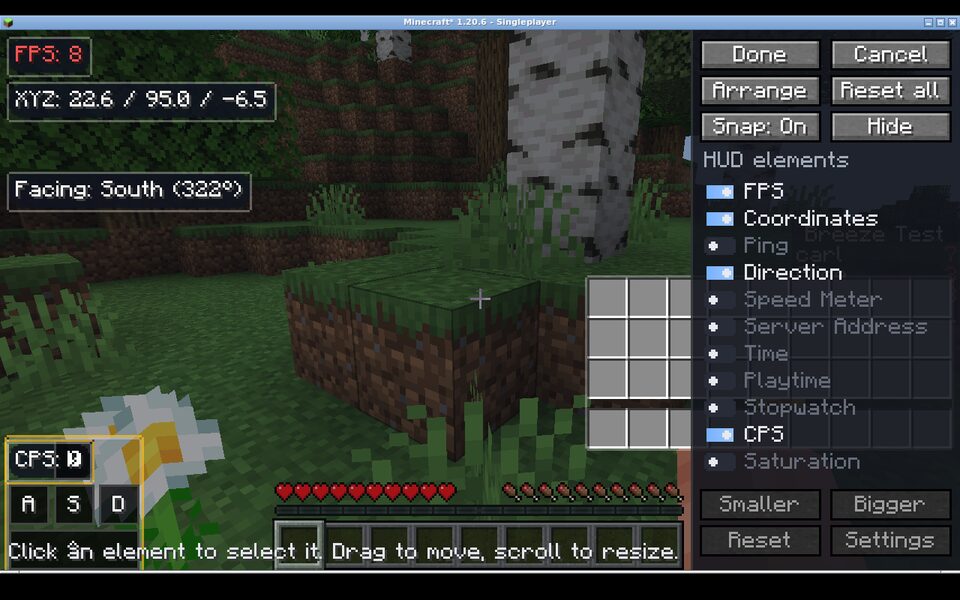 Minecraft* 1.20.6 - Singleplayer
FPS: 8
XYZ: 22.6 / 95.0 / -6.5
Facing: South (322°)
Done
Cancel
Arrange
Reset all
Snap: On
Hide
HUD elements
FPS
Coordinates
Ping
Breeze Test
Direction
Speed Meter
Server Address
Time
Playtime
Stopwatch
CPS
Saturation
Smaller
Bigger
Reset
Settings
CPS: 0
A S D
Click an element to select it. Drag to move, scroll to resize.